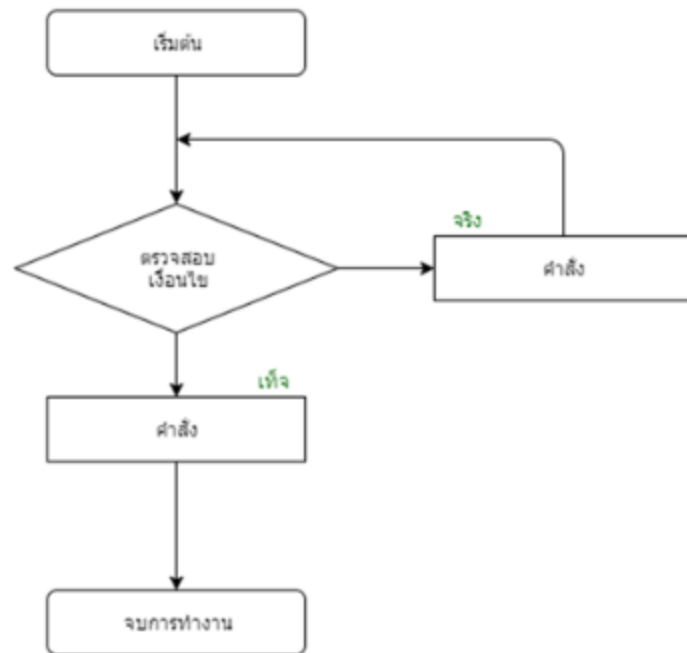 เริ่มต้น
ตรวจสอบ
เงื่อนไข
จริง
คำสั่ง
เท็จ
คำสั่ง
จบการทำงาน